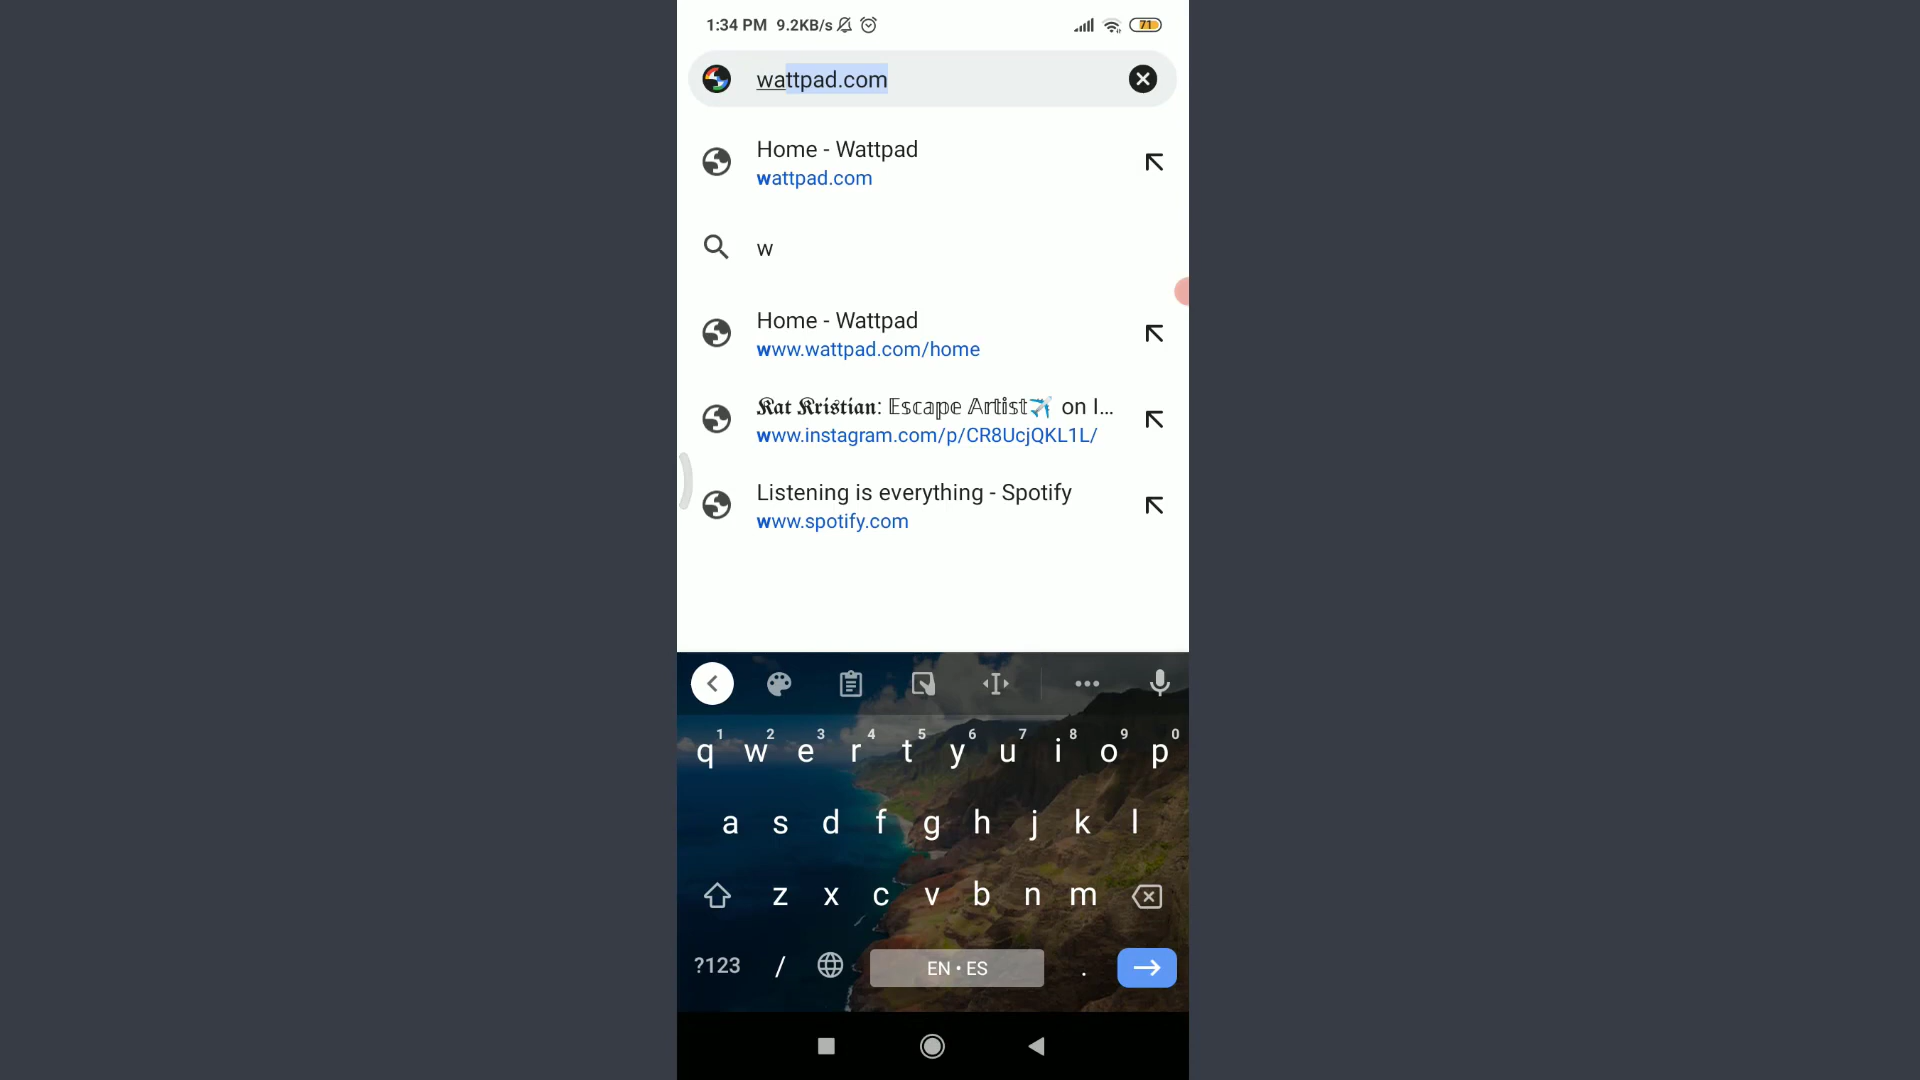 1:34 PM 9.2KB/s 71
wattpad.com
Home - Wattpad
wattpad.com
w
Home - Wattpad
www.wattpad.com/home
𝕶𝖆𝖙 𝕶𝖗𝖎𝖘𝖙𝖎𝖆𝖓: 𝔼𝕤𝕔𝕒𝕡𝕖 𝔸𝕣𝕥𝕚𝕤𝕥✈️ on I...
www.instagram.com/p/CR8UcjQKL1L/
Listening is everything - Spotify
www.spotify.com
1 2 3 4 5 6 7 8 9 0
q w e r t y u i o p
a s d f g h j k l
z x c v b n m
?123 / EN • ES .